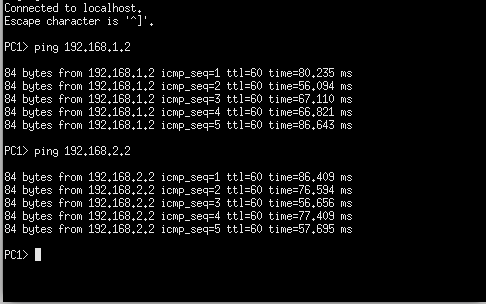 Connected to localhost.
Escape character is '^]'.
PC1> ping 192.168.1.2
84 bytes from 192.168.1.2 icmp_seq=1 ttl=60 time=80.235 ms
84 bytes from 192.168.1.2 icmp_seq=2 ttl=60 time=56.094 ms
84 bytes from 192.168.1.2 icmp_seq=3 ttl=60 time=67.110 ms
84 bytes from 192.168.1.2 icmp_seq=4 ttl=60 time=66.821 ms
84 bytes from 192.168.1.2 icmp_seq=5 ttl=60 time=86.643 ms
PC1> ping 192.168.2.2
84 bytes from 192.168.2.2 icmp_seq=1 ttl=60 time=86.409 ms
84 bytes from 192.168.2.2 icmp_seq=2 ttl=60 time=76.594 ms
84 bytes from 192.168.2.2 icmp_seq=3 ttl=60 time=56.656 ms
84 bytes from 192.168.2.2 icmp_seq=4 ttl=60 time=77.409 ms
84 bytes from 192.168.2.2 icmp_seq=5 ttl=60 time=57.695 ms
PC1>